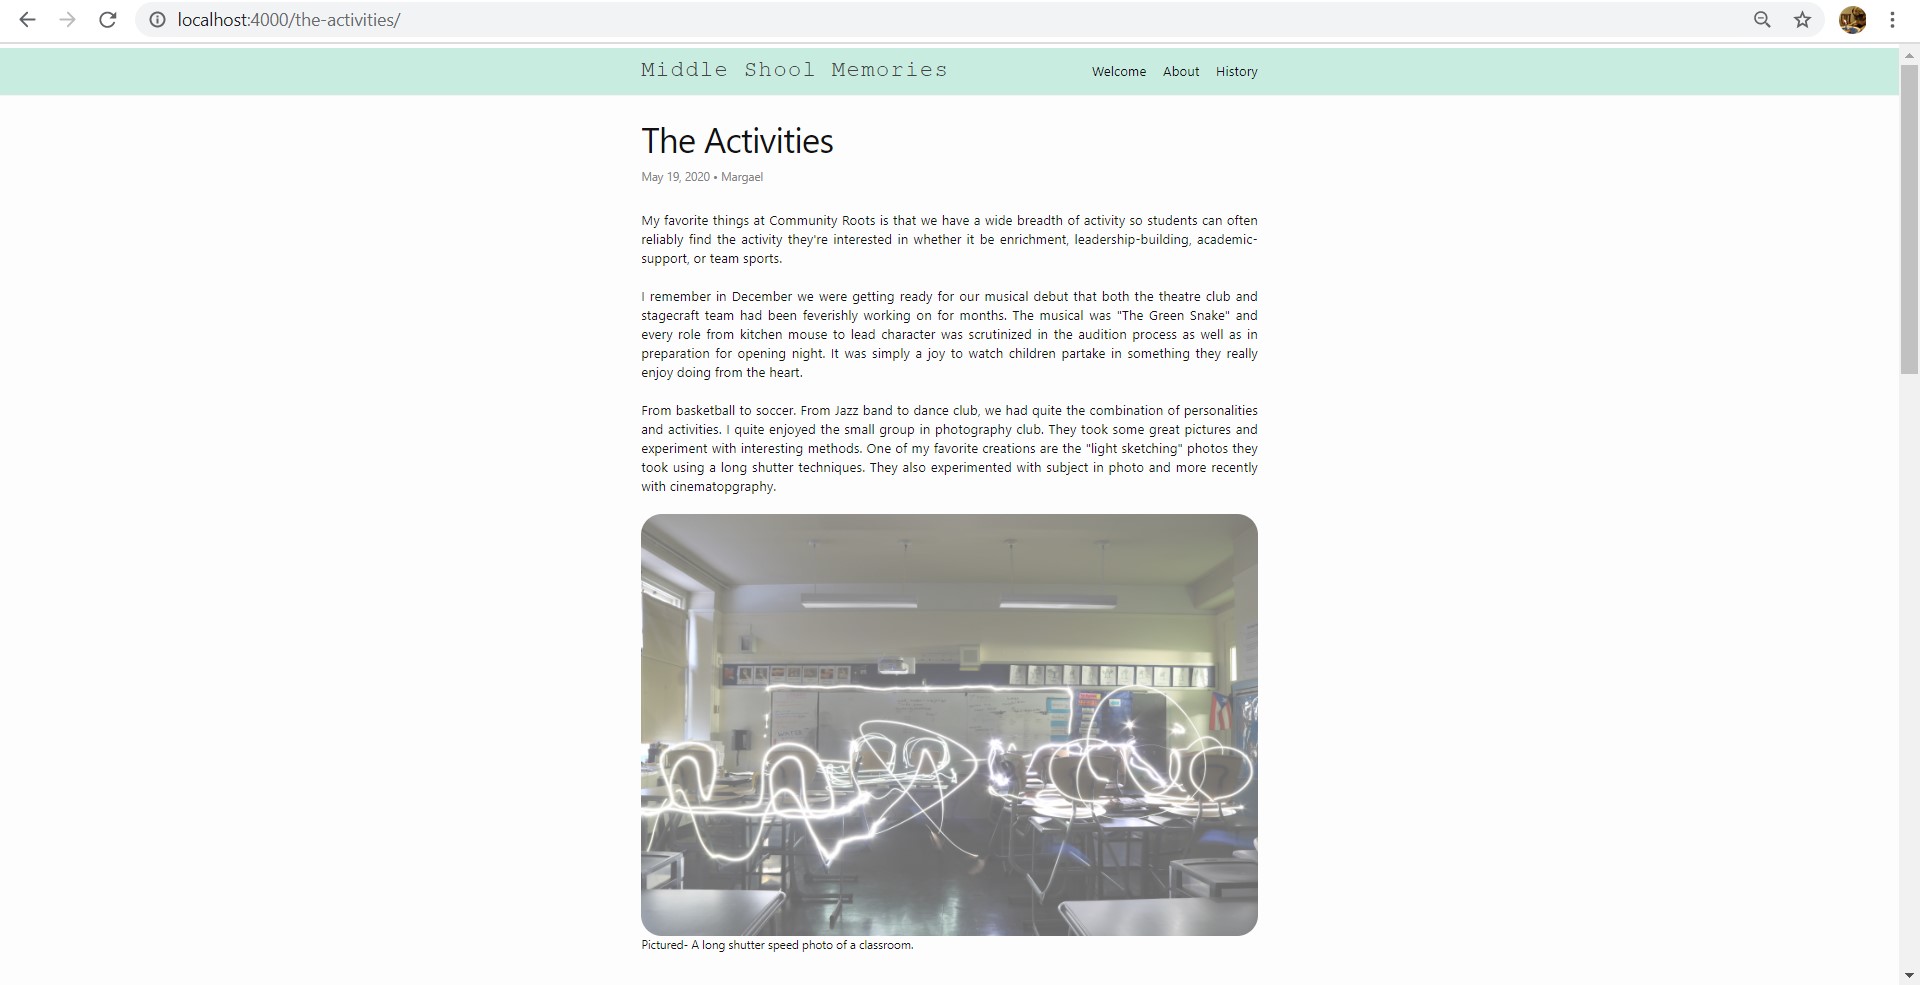 localhost:4000/the-activities/
Middle Shool Memories
Welcome About History
The Activities
May 19, 2020 • Margael
My favorite things at Community Roots is that we have a wide breadth of activity so students can often
reliably find the activity they're interested in whether it be enrichment, leadership-building, academic-
support, or team sports.
I remember in December we were getting ready for our musical debut that both the theatre club and
stagecraft team had been feverishly working on for months. The musical was "The Green Snake" and
every role from kitchen mouse to lead character was scrutinized in the audition process as well as in
preparation for opening night. It was simply a joy to watch children partake in something they really
enjoy doing from the heart.
From basketball to soccer. From Jazz band to dance club, we had quite the combination of personalities
and activities. I quite enjoyed the small group in photography club. They took some great pictures and
experiment with interesting methods. One of my favorite creations are the "light sketching" photos they
took using a long shutter techniques. They also experimented with subject in photo and more recently
with cinematopgraphy.
Pictured- A long shutter speed photo of a classroom.